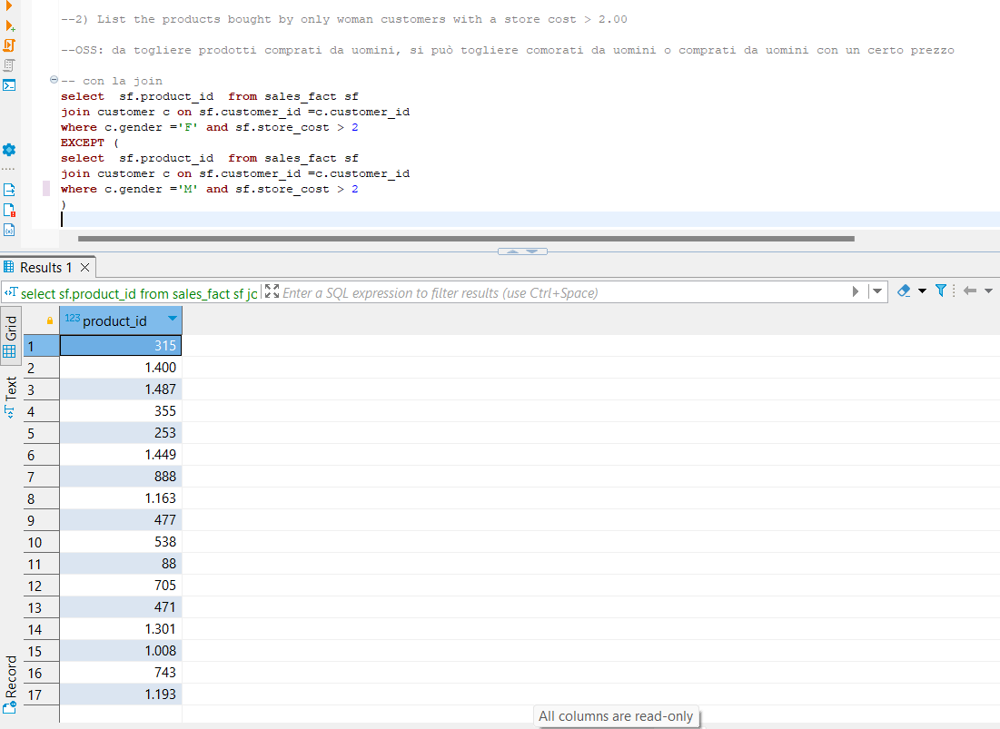 --2) List the products bought by only woman customers with a store cost > 2.00
--OSS: da togliere prodotti comprati da uomini, si può togliere comorati da uomini o comprati da uomini con un certo prezzo
-- con la join
select  sf.product_id  from sales_fact sf
join customer c on sf.customer_id =c.customer_id
where c.gender ='F' and sf.store_cost > 2
EXCEPT (
select  sf.product_id  from sales_fact sf
join customer c on sf.customer_id =c.customer_id
where c.gender ='M' and sf.store_cost > 2
)
Results 1
select sf.product_id from sales_fact sf jo Enter a SQL expression to filter results (use Ctrl+Space)
Grid
Text
Record
123 product_id
1 315
2 1.400
3 1.487
4 355
5 253
6 1.449
7 888
8 1.163
9 477
10 538
11 88
12 705
13 471
14 1.301
15 1.008
16 743
17 1.193
All columns are read-only